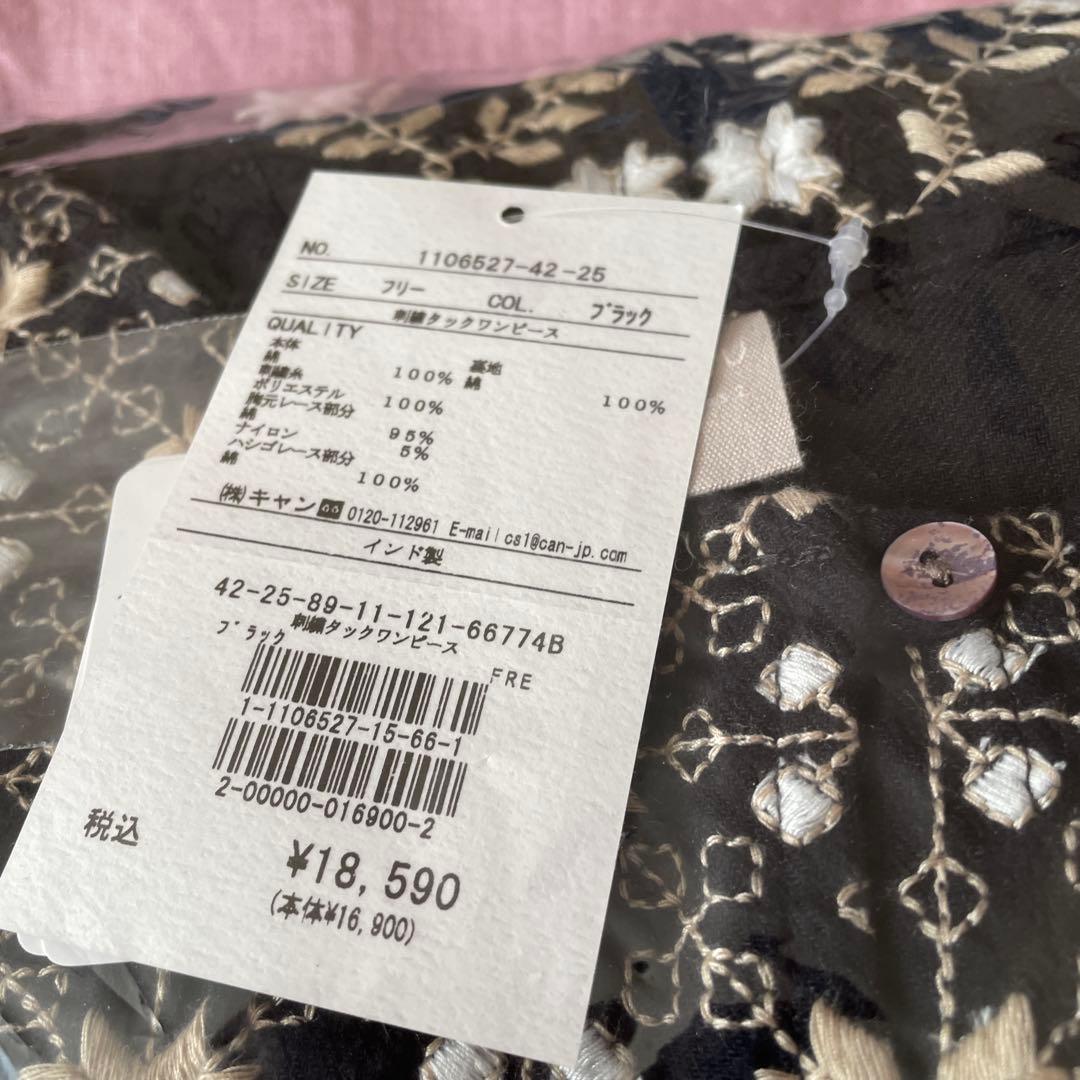 NO. 1106527-42-25
SIZE フリー COL. ブラック
刺繍タックワンピース
QUALITY
本体 裏地
綿 100% 綿 100%
刺繍糸
ポリエステル 100%
胸元レース部分
綿 95%
ナイロン 5%
ハシゴレース部分
綿 100%
(株)キャン 0120-112961 E-mail cs1@can-jp.com
インド製
42-25-89-11-121-66774B
刺繍タックワンピース
ブラック FRE
1-1106527-15-66-1
2-00000-016900-2
税込 ¥18,590
(本体¥16,900)